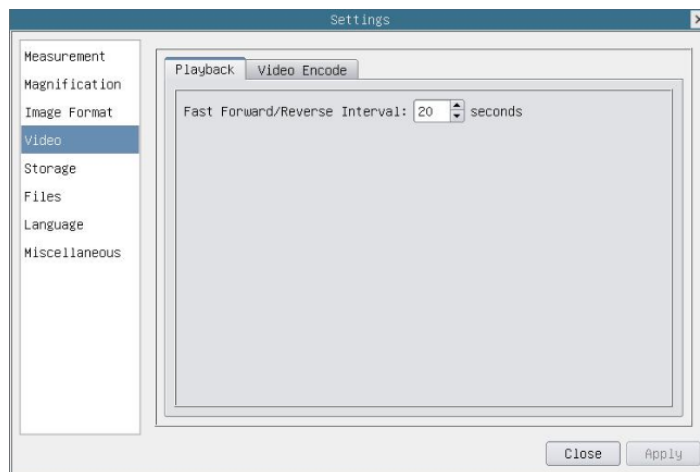 Settings
Measurement
Magnification
Image Format
Video
Storage
Files
Language
Miscellaneous
Playback
Video Encode
Fast Forward/Reverse Interval: 20 seconds
Close
Apply